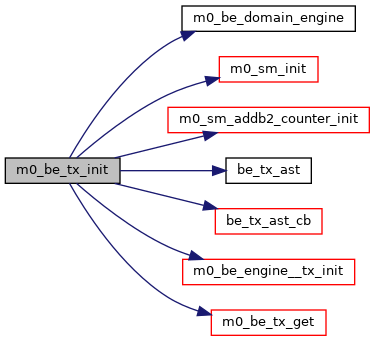 m0_be_domain_engine
m0_sm_init
m0_sm_addb2_counter_init
m0_be_tx_init
be_tx_ast
be_tx_ast_cb
m0_be_engine__tx_init
m0_be_tx_get